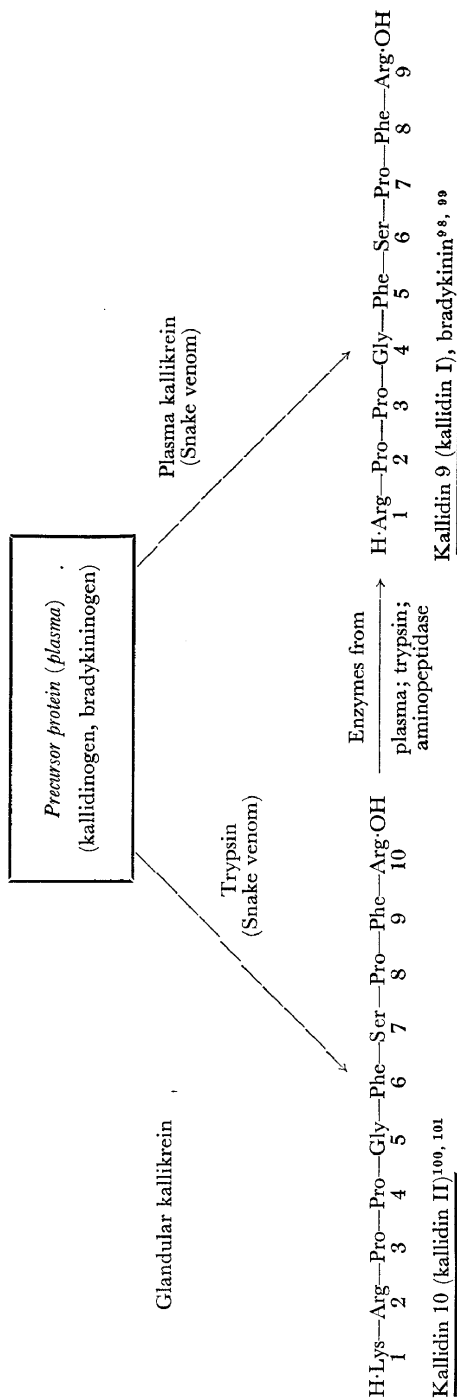 Precursor protein (plasma)
(kallidinogen, bradykininogen)
Glandular kallikrein
Trypsin
(Snake venom)
Plasma kallikrein
(Snake venom)
H·Lys—Arg—Pro—Pro—Gly—Phe—Ser—Pro—Phe—Arg·OH
1 2 3 4 5 6 7 8 9 10
Kallidin 10 (kallidin II)100, 101
Enzymes from
plasma; trypsin;
aminopeptidase
H·Arg—Pro—Pro—Gly—Phe—Ser—Pro—Phe—Arg·OH
1 2 3 4 5 6 7 8 9
Kallidin 9 (kallidin I), bradykinin98, 99